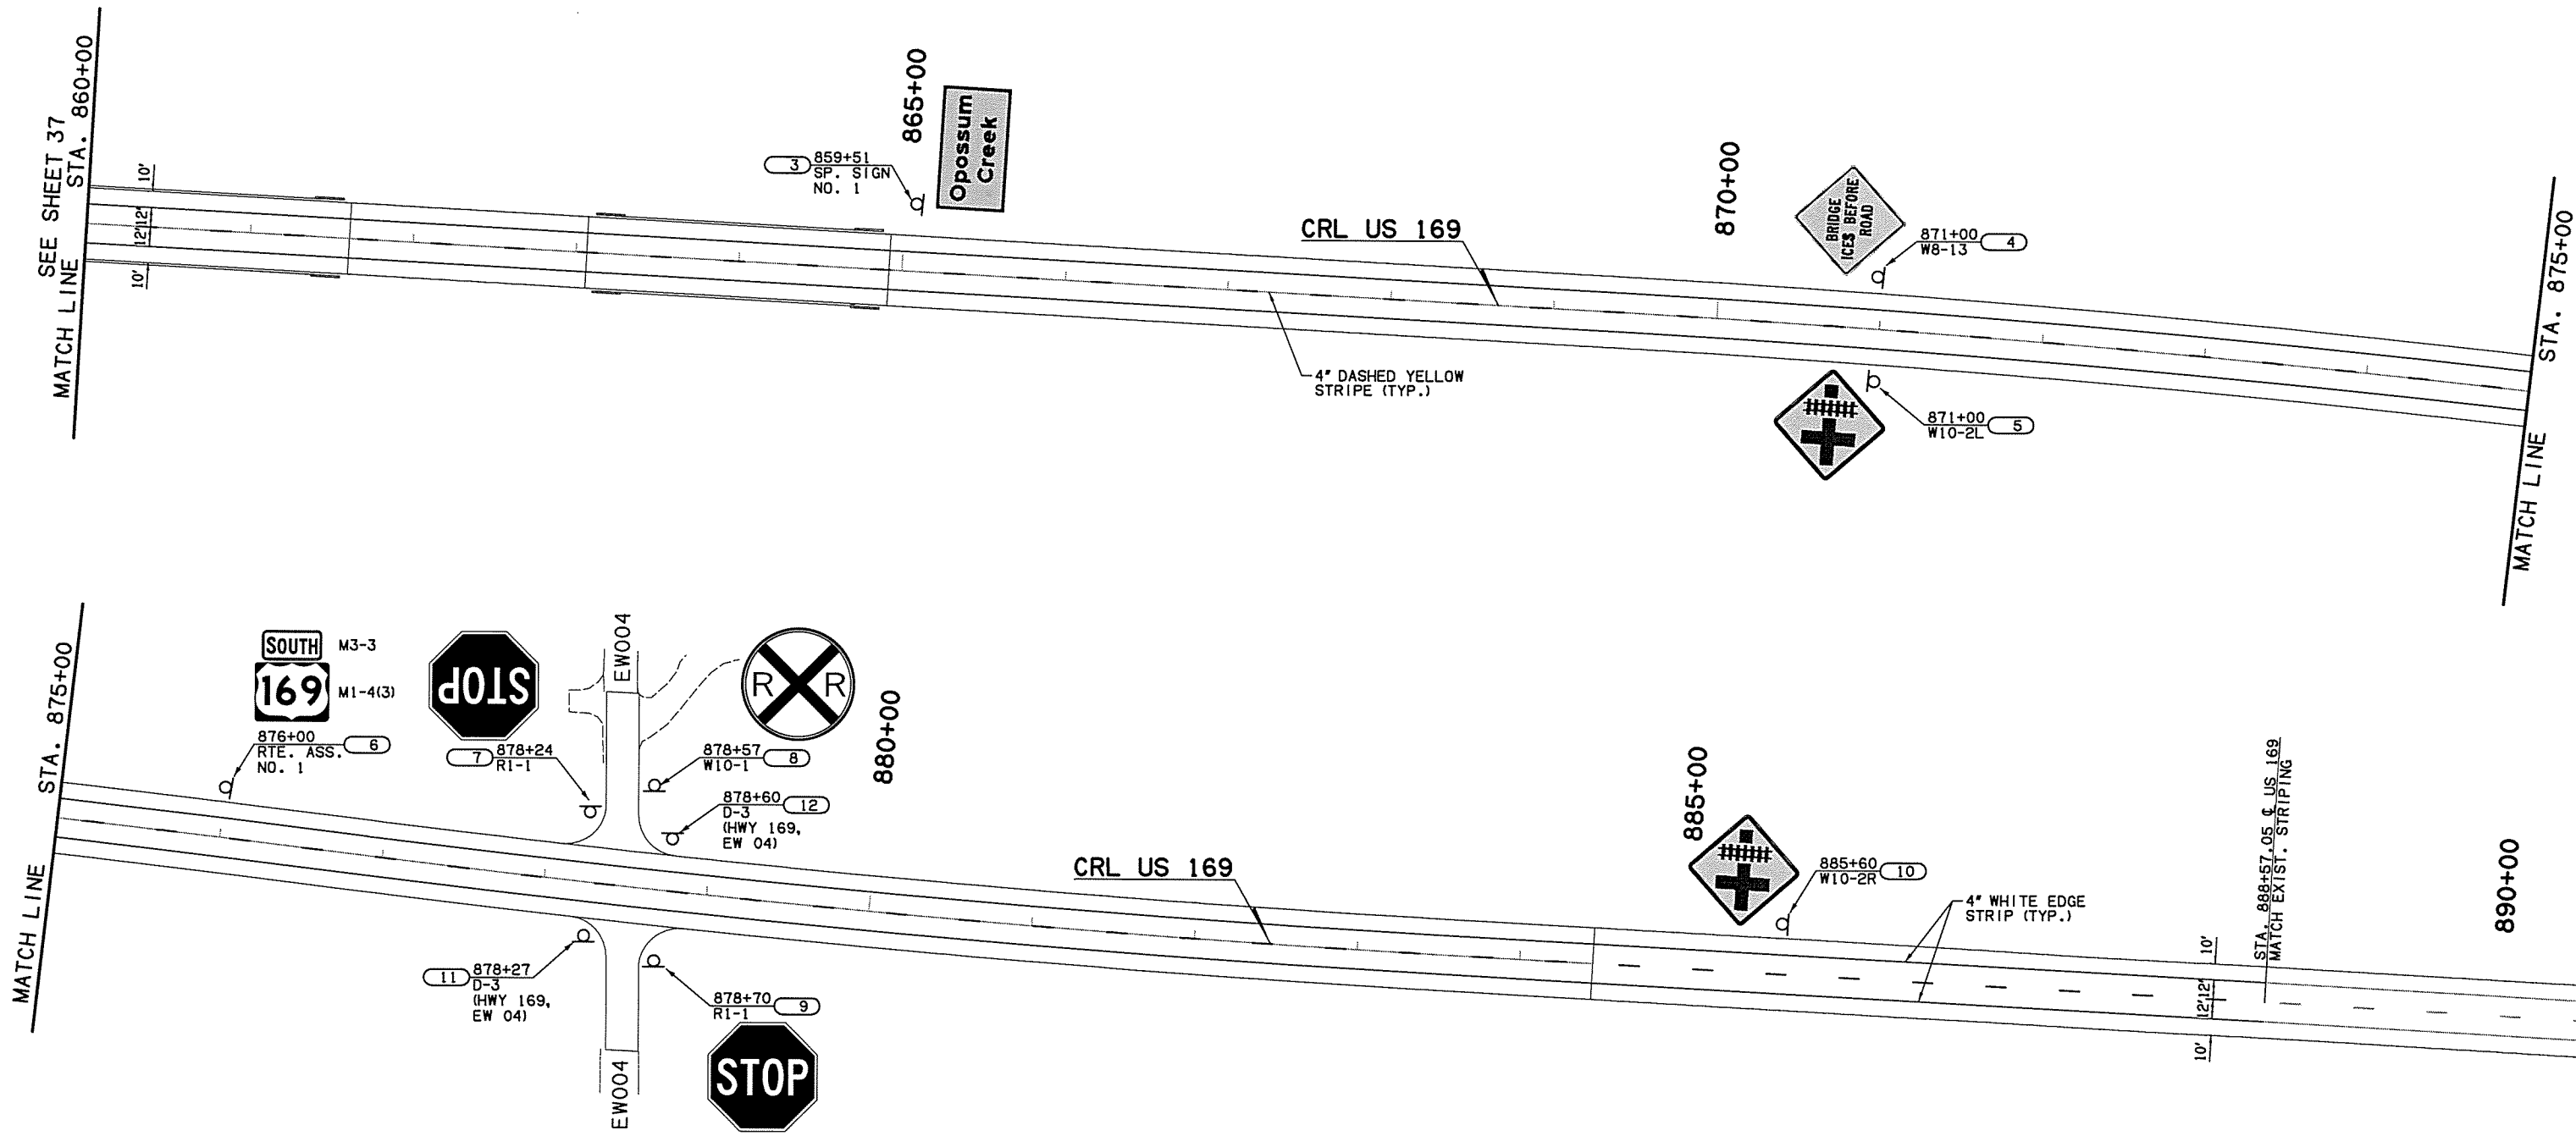 SEE SHEET 37
MATCH LINE STA. 860+00
10'
12'12'
10'
3
859+51
SP. SIGN
NO. 1
865+00
Opossum
Creek
CRL US 169
4" DASHED YELLOW
STRIPE (TYP.)
870+00
BRIDGE
ICES BEFORE
ROAD
871+00
W8-13
4
871+00
W10-2L
5
MATCH LINE STA. 875+00
MATCH LINE STA. 875+00
SOUTH
M3-3
169
M1-4(3)
876+00
RTE. ASS.
NO. 1
6
STOP
7
878+24
R1-1
EW004
R R
878+57
W10-1
8
878+60
D-3
(HWY 169,
EW 04)
12
880+00
11
878+27
D-3
(HWY 169,
EW 04)
EW004
878+70
R1-1
9
STOP
CRL US 169
885+00
885+60
W10-2R
10
4" WHITE EDGE
STRIP (TYP.)
10'
12'12'
10'
STA. 888+57.05 ℄ US 169
MATCH EXIST. STRIPING
890+00